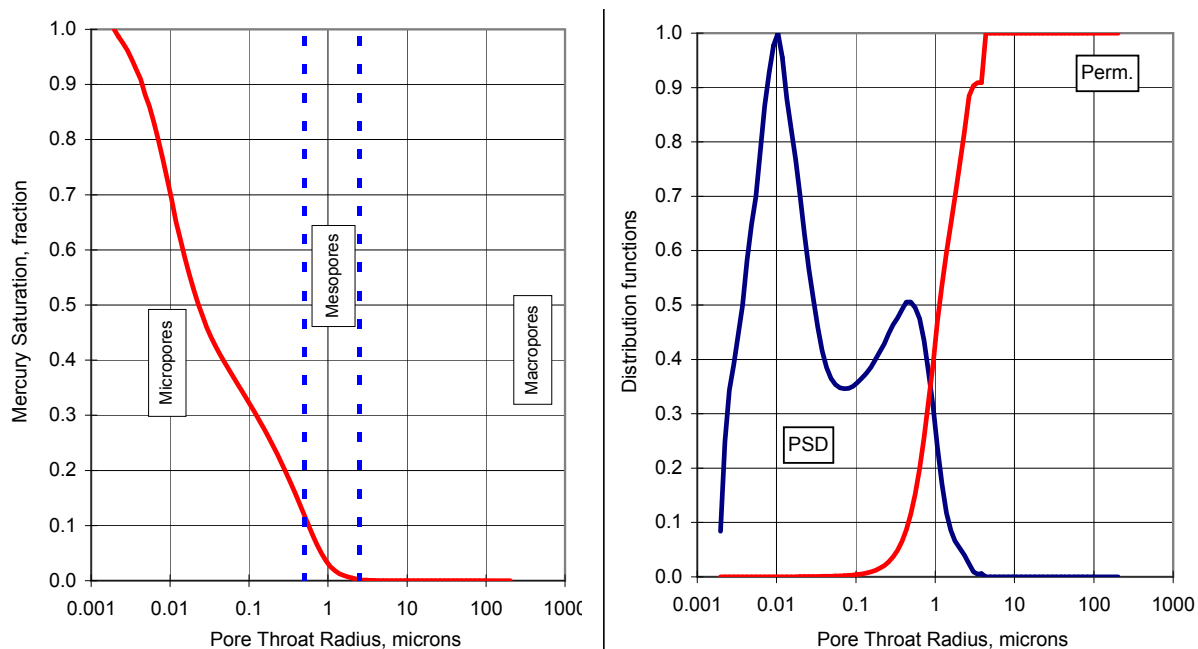 1.0
0.9
0.8
0.7
0.6
0.5
0.4
0.3
0.2
0.1
0.0
Mercury Saturation, fraction
Micropores
Mesopores
Macropores
0.001 0.01 0.1 1 10 100 1000
Pore Throat Radius, microns
1.0
0.9
0.8
0.7
0.6
0.5
0.4
0.3
0.2
0.1
0.0
Distribution functions
Perm.
PSD
0.001 0.01 0.1 1 10 100 1000
Pore Throat Radius, microns